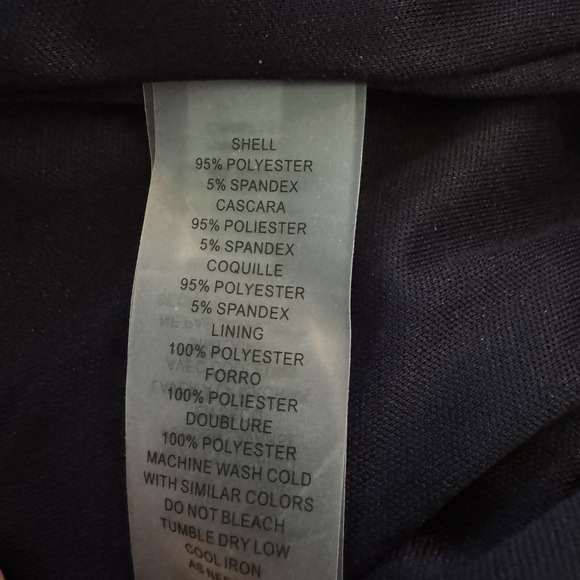 SHELL
95% POLYESTER
5% SPANDEX
CASCARA
95% POLIESTER
5% SPANDEX
COQUILLE
95% POLYESTER
5% SPANDEX
LINING
100% POLYESTER
FORRO
100% POLIESTER
DOUBLURE
100% POLYESTER
MACHINE WASH COLD
WITH SIMILAR COLORS
DO NOT BLEACH
TUMBLE DRY LOW
COOL IRON
AS